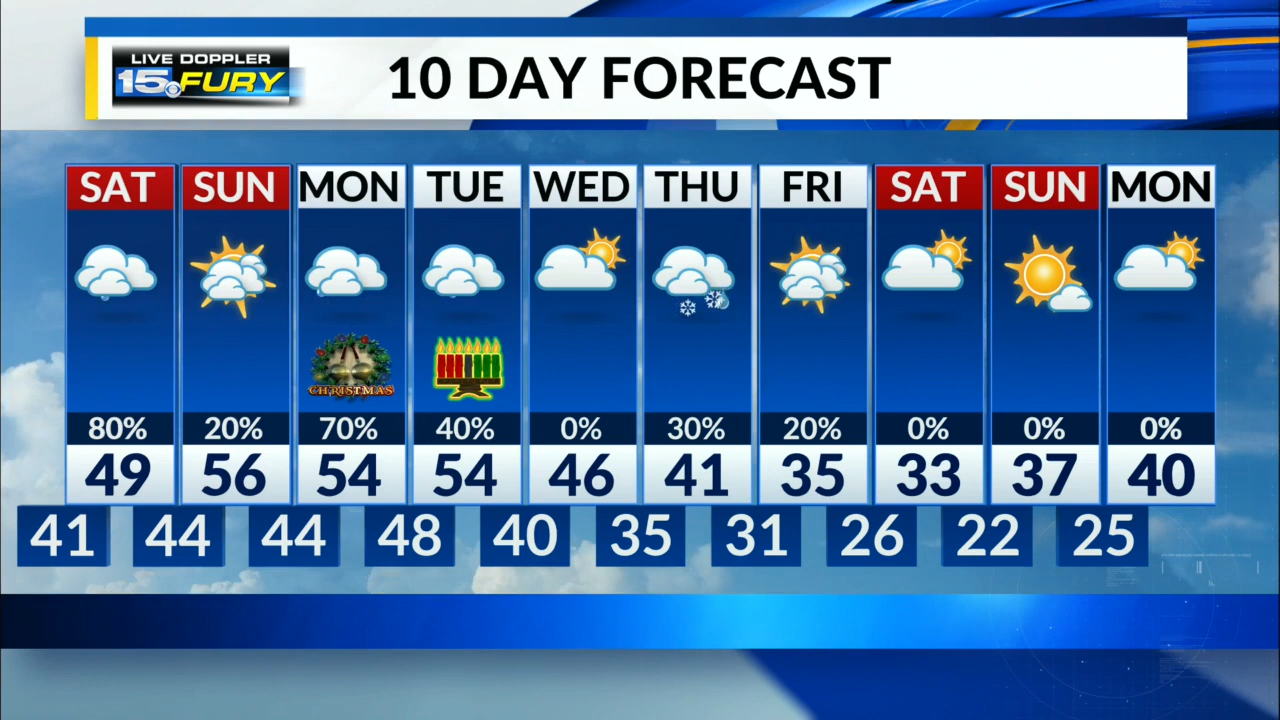 LIVE DOPPLER
15 FURY
10 DAY FORECAST
SAT SUN MON TUE WED THU FRI SAT SUN MON
CHRISTMAS
80% 20% 70% 40% 0% 30% 20% 0% 0% 0%
49 56 54 54 46 41 35 33 37 40
41 44 44 48 40 35 31 26 22 25